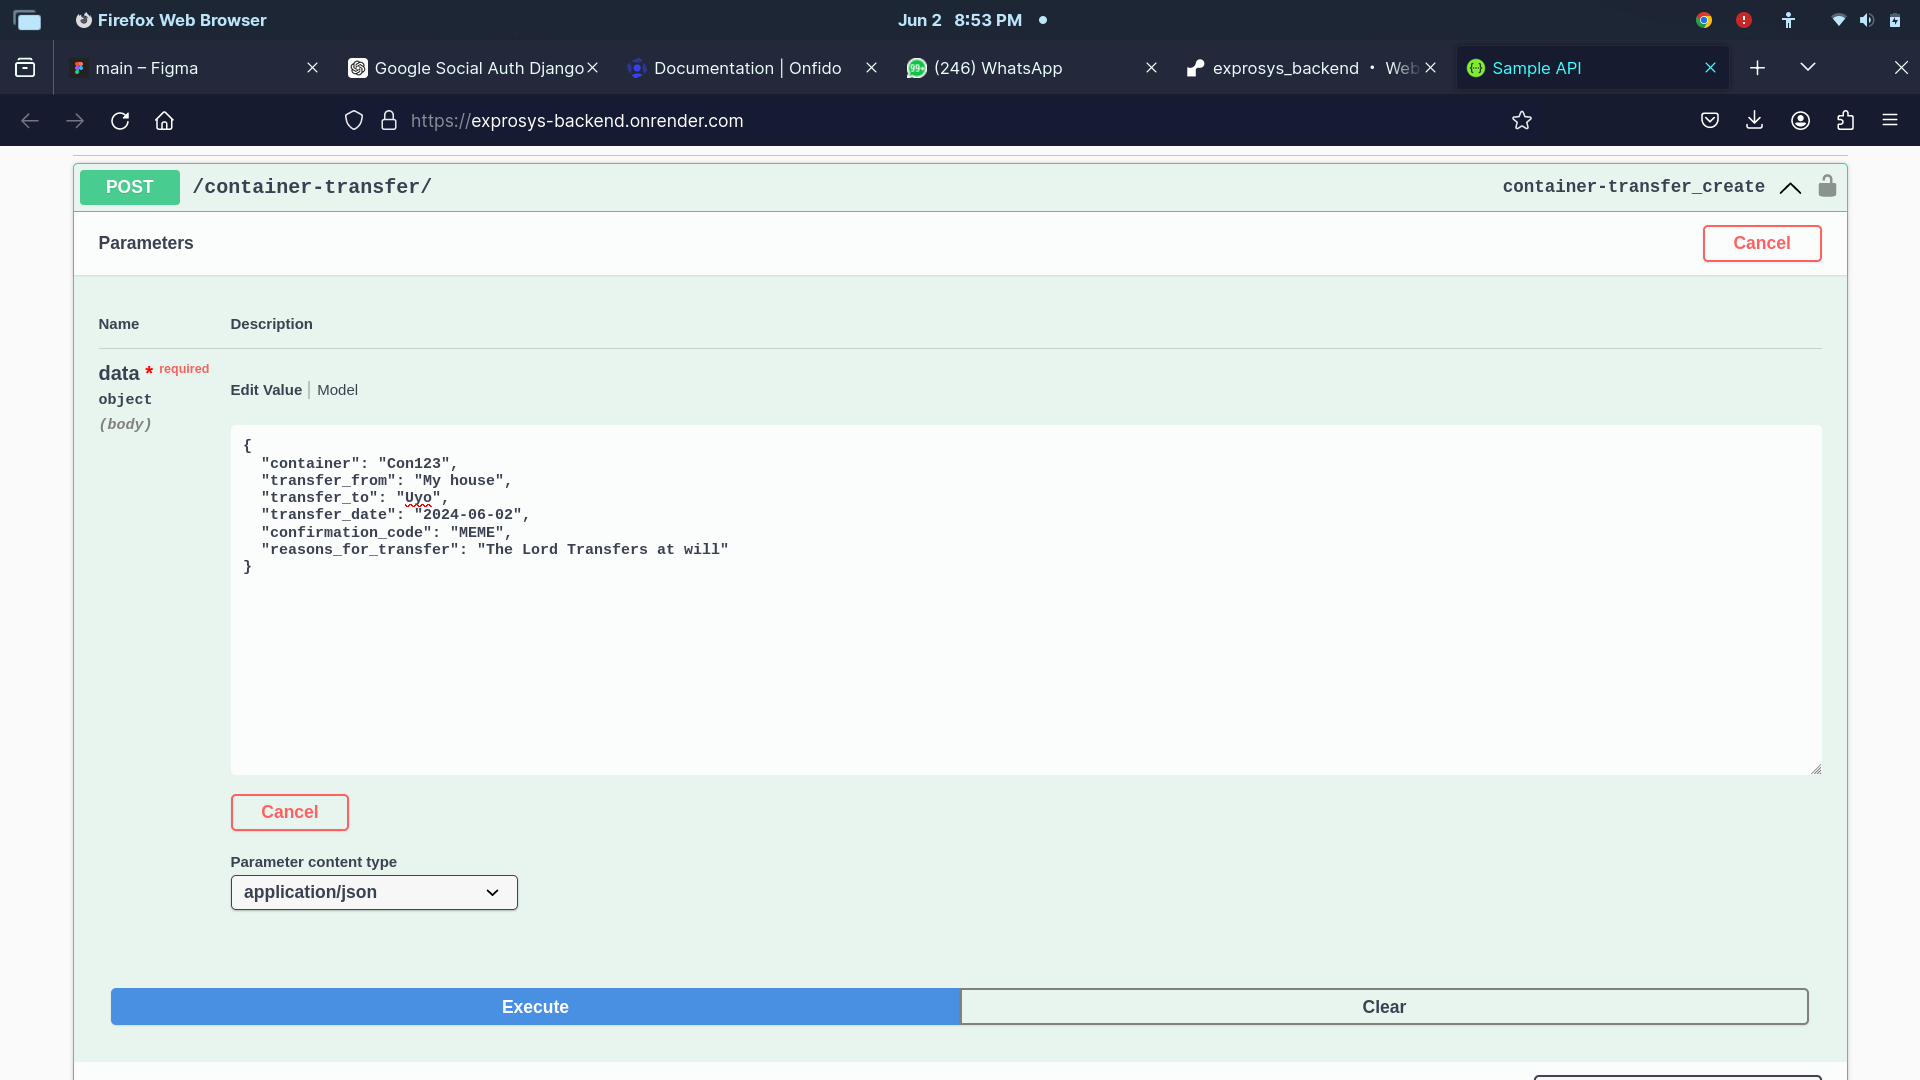 Firefox Web Browser
Jun 2 8:53 PM
main – Figma
Google Social Auth Django
Documentation | Onfido
99+
(246) WhatsApp
exprosys_backend · Web
Sample API
https://exprosys-backend.onrender.com
POST /container-transfer/ container-transfer_create
Parameters
Cancel
Name Description
data * required
object
(body)
Edit Value | Model
{
  "container": "Con123",
  "transfer_from": "My house",
  "transfer_to": "Uyo",
  "transfer_date": "2024-06-02",
  "confirmation_code": "MEME",
  "reasons_for_transfer": "The Lord Transfers at will"
}
Cancel
Parameter content type
application/json
Execute
Clear